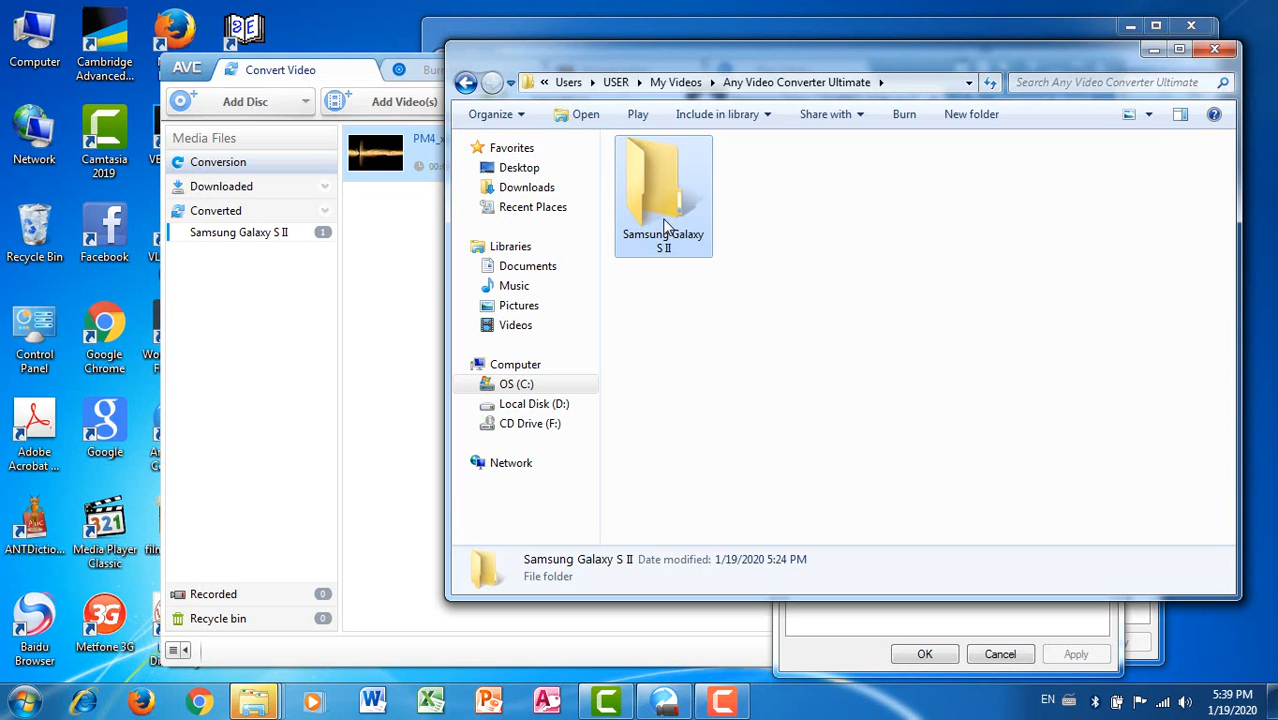 Computer
Cambridge
Advanced...
Network
Camtasia
2019
Recycle Bin
Facebook
Control
Panel
Google
Chrome
Adobe
Acrobat ...
Google
ANTDictio...
Media Player
Classic
Baidu
Browser
Metfone 3G
AVC
Convert Video
Add Disc
Add Video(s)
Media Files
Conversion
Downloaded
Converted
Samsung Galaxy S II
1
Recorded
0
Recycle bin
0
« Users
USER
My Videos
Any Video Converter Ultimate
Search Any Video Converter Ultimate
Organize
Open
Play
Include in library
Share with
Burn
New folder
Favorites
Desktop
Downloads
Recent Places
Libraries
Documents
Music
Pictures
Videos
Computer
OS (C:)
Local Disk (D:)
CD Drive (F:)
Network
Samsung Galaxy
S II
Samsung Galaxy S II Date modified: 1/19/2020 5:24 PM
File folder
OK
Cancel
Apply
EN
5:39 PM
1/19/2020